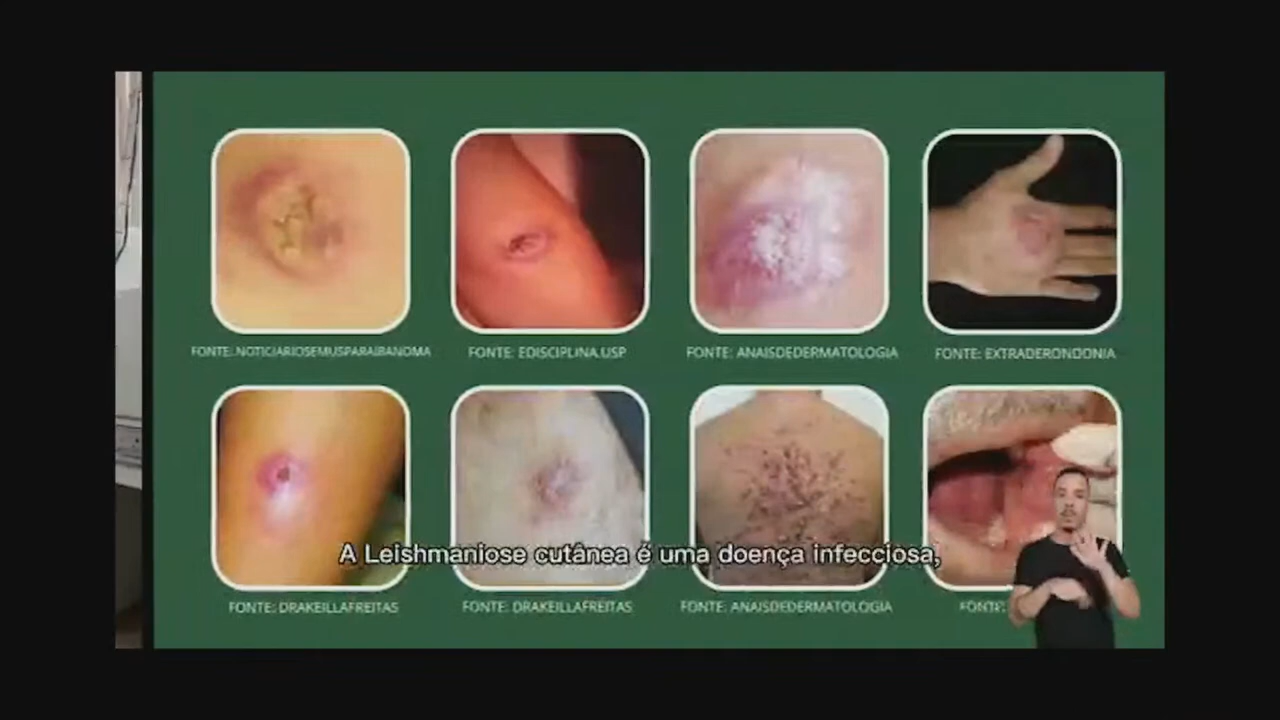 FONTE: EDISCIPLINA.USP
FONTE: ANAISDEDERMATOLOGIA
FONTE: EXTRADERONDONIA
A Leishmaniose cutânea é uma doença infecciosa,
FONTE: DRAKEILLAFREITAS
FONTE: DRAKEILLAFREITAS
FONTE: ANAISDEDERMATOLOGIA
FONTE: